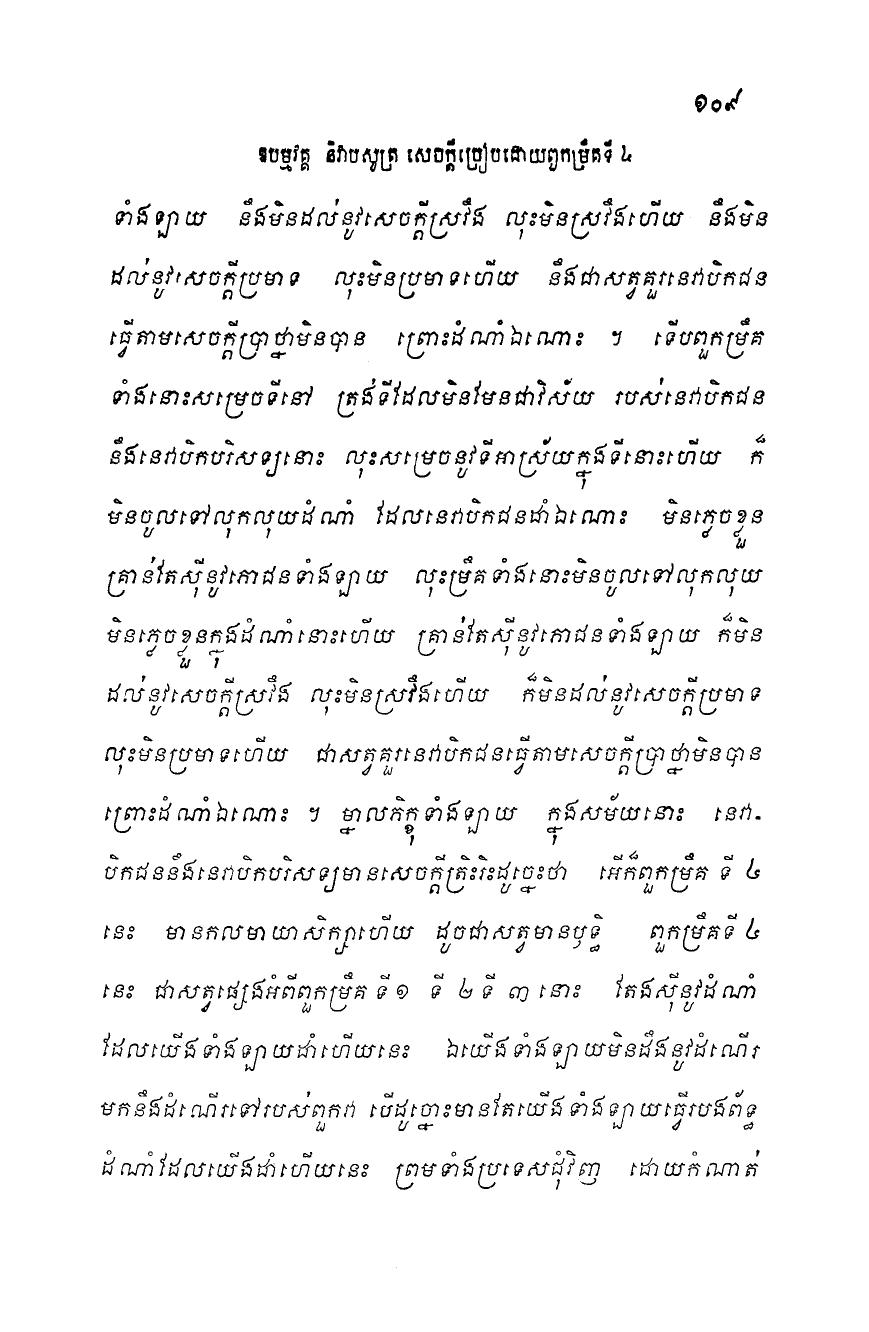 ១០៩
ឧបម្មវគ្គ និវាបសូត្រ សេចក្តីប្រៀបដោយពួកម្រឹគទី ៤
ទាំងឡាយ នឹងមិនដល់នូវសេចក្តីស្រវឹង លុះមិនស្រវឹងហើយ នឹងមិន
ដល់នូវសេចក្តីប្រមាទ លុះមិនប្រមាទហើយ នឹងជាសត្វគួរនេវាបិកជន
ធ្វើតាមសេចក្តីប្រាថ្នាមិនបាន ព្រោះដំណាំឯណោះ ។ ទើបពួកម្រឹគ
ទាំងនោះសម្រេចទីនៅ ត្រង់ទីដែលមិនមែនជាវិស័យ របស់នេវាបិកជន
នឹងនេវាបិកបរិសទ្យនោះ លុះសម្រេចនូវទីអាស្រ័យក្នុងទីនោះហើយ ក៏
មិនចូលទៅលុកលុយដំណាំ ដែលនេវាបិកជនដាំឯណោះ មិនភ្លេចខ្លួន
គ្រាន់តែស៊ីនូវភោជនទាំងឡាយ លុះម្រឹគទាំងនោះមិនចូលទៅលុកលុយ
មិនភ្លេចខ្លួនក្នុងដំណាំនោះហើយ គ្រាន់តែស៊ីនូវភោជនទាំងឡាយ ក៏មិន
ដល់នូវសេចក្តីស្រវឹង លុះមិនស្រវឹងហើយ ក៏មិនដល់នូវសេចក្តីប្រមាទ
លុះមិនប្រមាទហើយ ជាសត្វគួរនេវាបិកជនធ្វើតាមសេចក្តីប្រាថ្នាមិនបាន
ព្រោះដំណាំឯណោះ ។ ម្នាលភិក្ខុទាំងឡាយ ក្នុងសម័យនោះ នេវា-
បិកជននឹងនេវាបិកបរិសទ្យមានសេចក្តីត្រិះរិះដូច្នេះថា អើក៏ពួកម្រឹគ ទី ៤
នេះ មានកលមាយាសិក្សាហើយ ដូចជាសត្វមានឫទ្ធិ ពួកម្រឹគទី ៤
នេះ ជាសត្វផ្សេងអំពីពួកម្រឹគ ទី ១ ទី ២ ទី ៣ នោះ តែងស៊ីនូវដំណាំ
ដែលយើងទាំងឡាយដាំហើយនេះ ឯយើងទាំងឡាយមិនដឹងនូវដំណើរ
មកនឹងដំណើរទៅរបស់ពួកវា បើដូច្នោះមានតែយើងទាំងឡាយធ្វើរបងព័ទ្ធ
ដំណាំដែលយើងដាំហើយនេះ ព្រមទាំងប្រទេសជុំវិញ ដោយកំណាត់